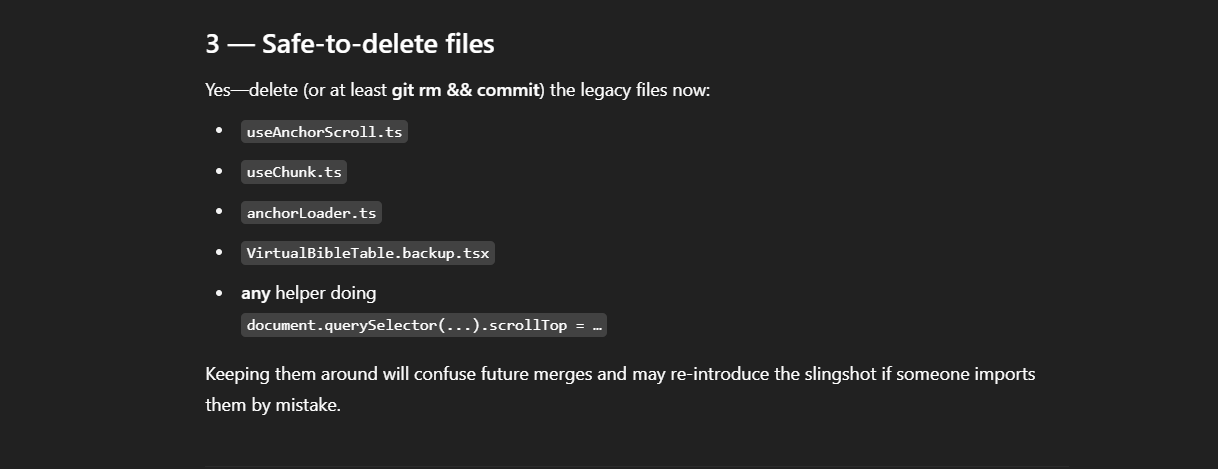 3 — Safe-to-delete files
Yes—delete (or at least git rm && commit) the legacy files now:
• useAnchorScroll.ts
• useChunk.ts
• anchorLoader.ts
• VirtualBibleTable.backup.tsx
• any helper doing
document.querySelector(...).scrollTop = …
Keeping them around will confuse future merges and may re-introduce the slingshot if someone imports
them by mistake.